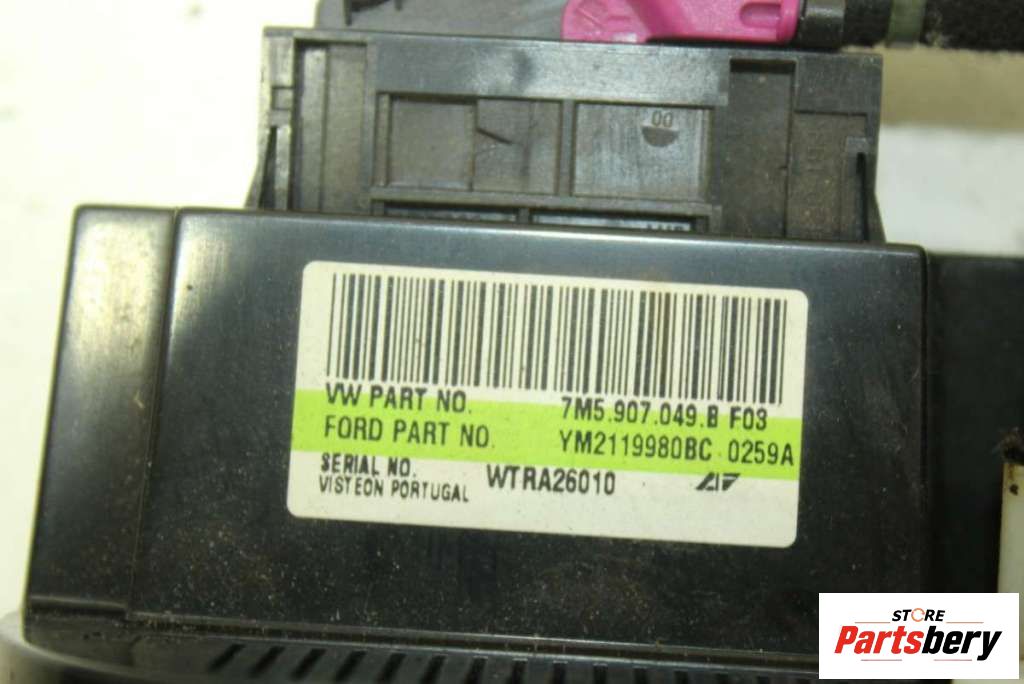 00
VW PART NO. 7M5.907.049.B F03
FORD PART NO. YM2119980BC 0259A
SERIAL NO. WTRA26010
VISTEON PORTUGAL
STORE
Partsbery